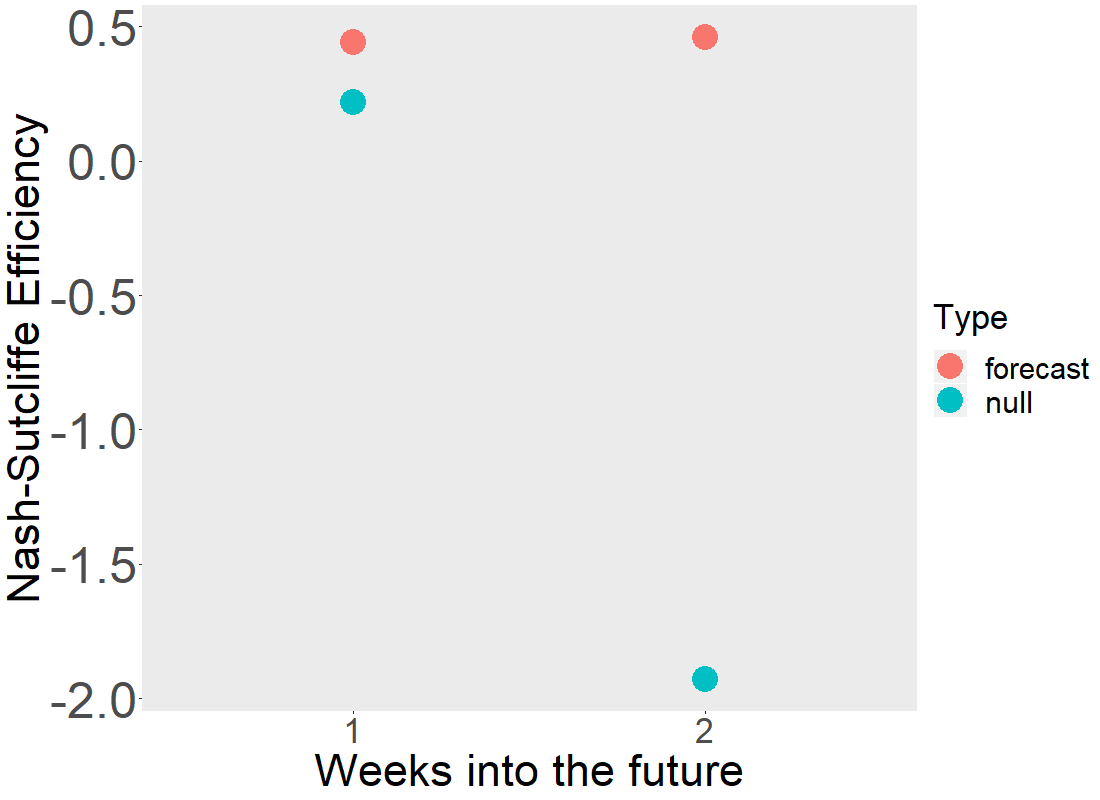 Nash-Sutcliffe Efficiency
0.5
0.0
-0.5
-1.0
-1.5
-2.0
1
2
Weeks into the future
Type
forecast
null